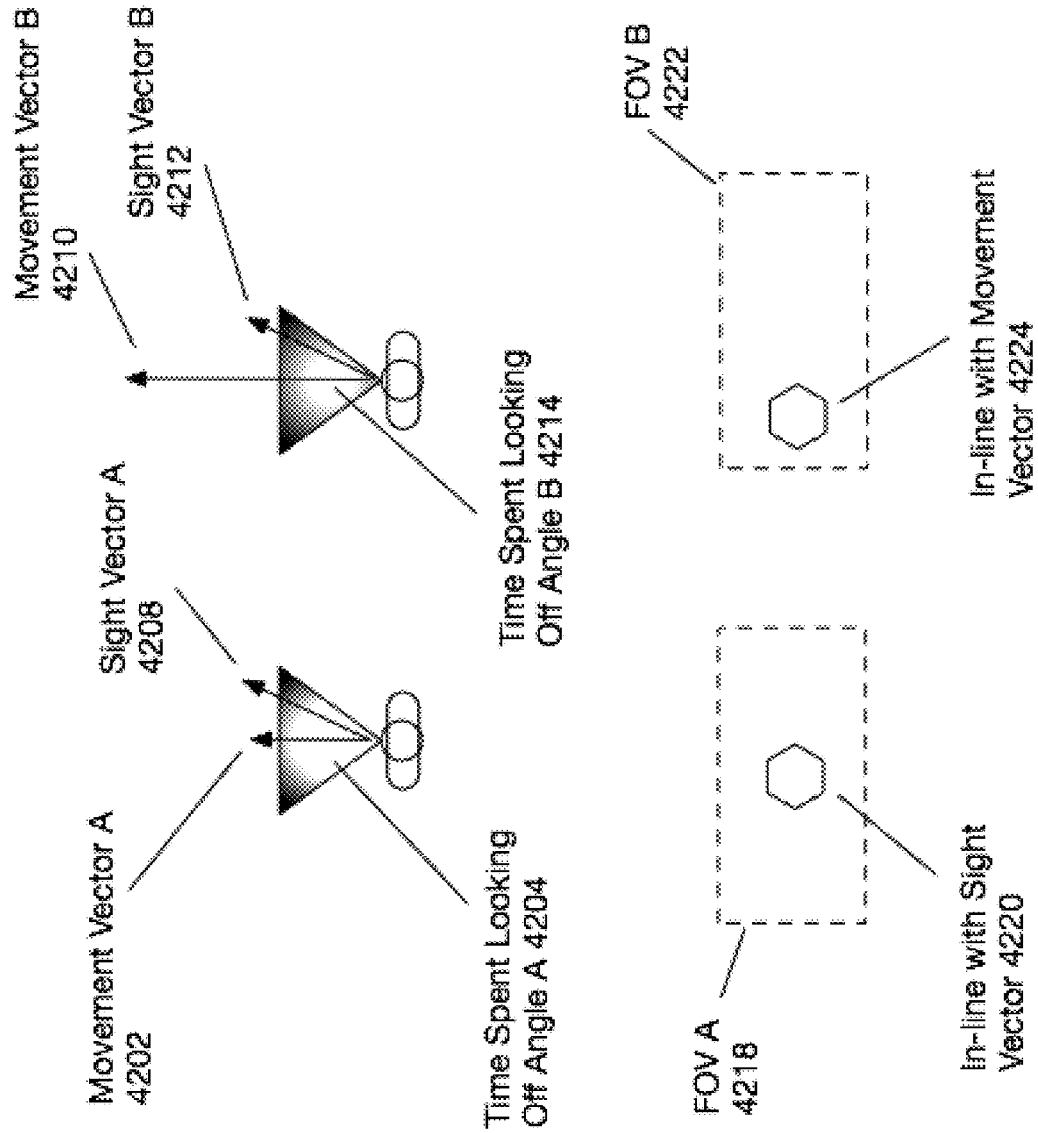 Movement Vector A
4202
Sight Vector A
4208
Movement Vector B
4210
Sight Vector B
4212
Time Spent Looking
Off Angle A 4204
Time Spent Looking
Off Angle B 4214
FOV A
4218
In-line with Sight
Vector 4220
FOV B
4222
In-line with Movement
Vector 4224